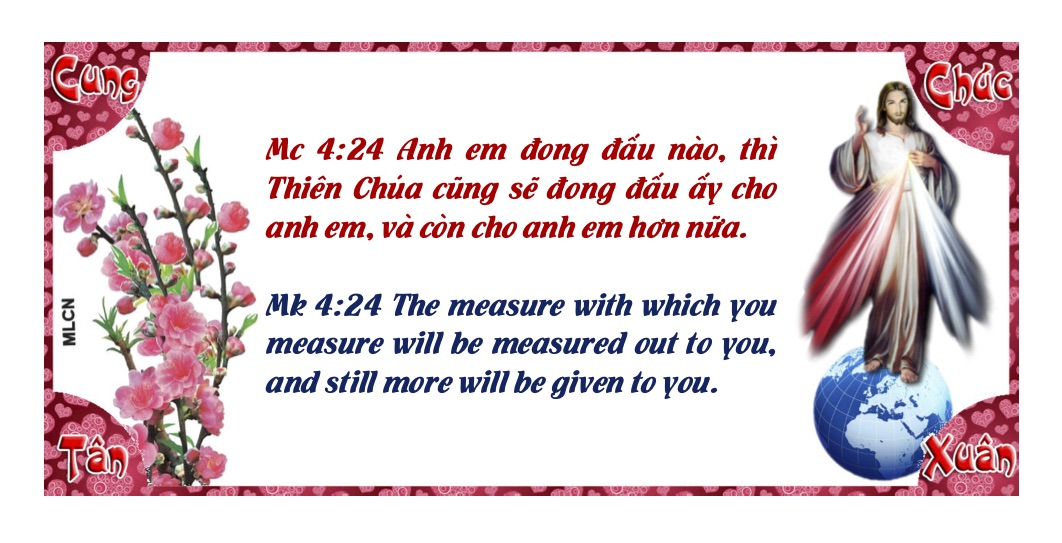 Cung
Chúc
Mc 4:24 Anh em đong đấu nào, thì
Thiên Chúa cũng sẽ đong đấu ấy cho
anh em, và còn cho anh em hơn nữa.
MLCN
Mk 4:24 The measure with which you
measure will be measured out to you,
and still more will be given to you.
Tân
Xuân